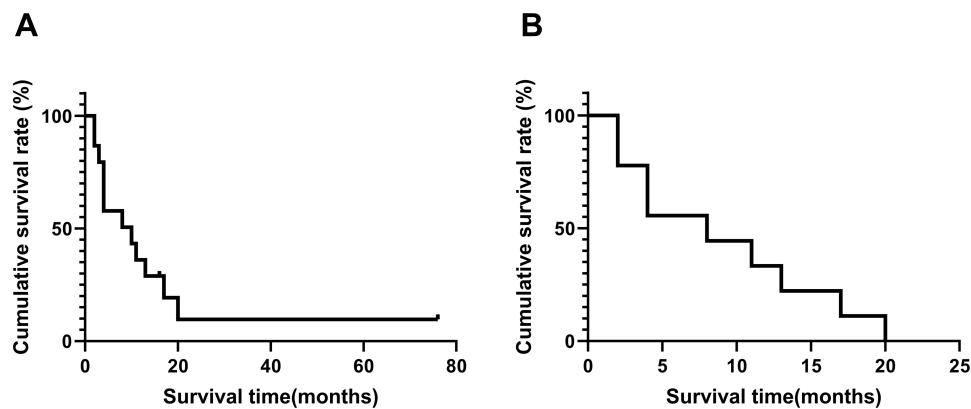 A
Cumulative survival rate (%)
100
50
0
0 20 40 60 80
Survival time(months)
B
Cumulative survival rate (%)
100
50
0
0 5 10 15 20 25
Survival time(months)